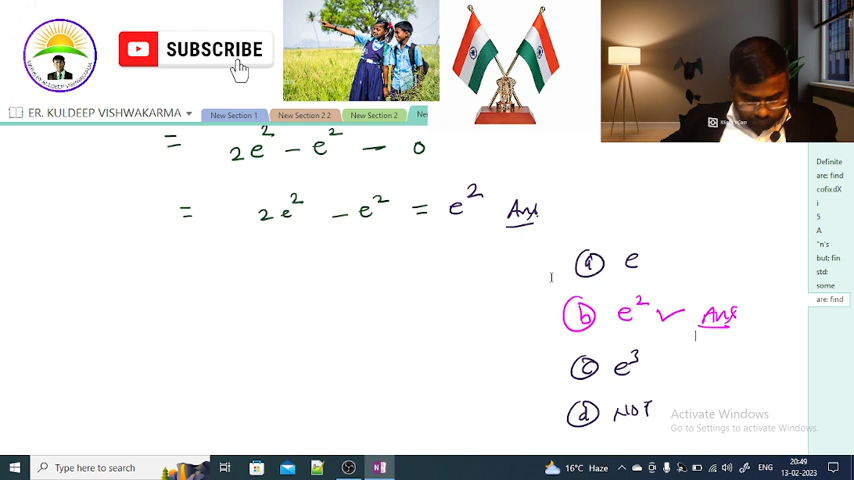 SUBSCRIBE
ER. KULDEEP VISHWAKARMA
New Section 1
New Section 2 2
New Section 2
Ne
= 2e² - e² - 0
= 2e² - e² = e² Ans
(a) e
(b) e² ✓ Ans
(c) e³
(d) NOT
Definite
are: find
cofixdX
i
5
A
"n's
but; fin
std:
some
are: find
Activate Windows
Go to Settings to activate Windows.
Type here to search
16°C Haze
ENG
20:49
13-02-2023